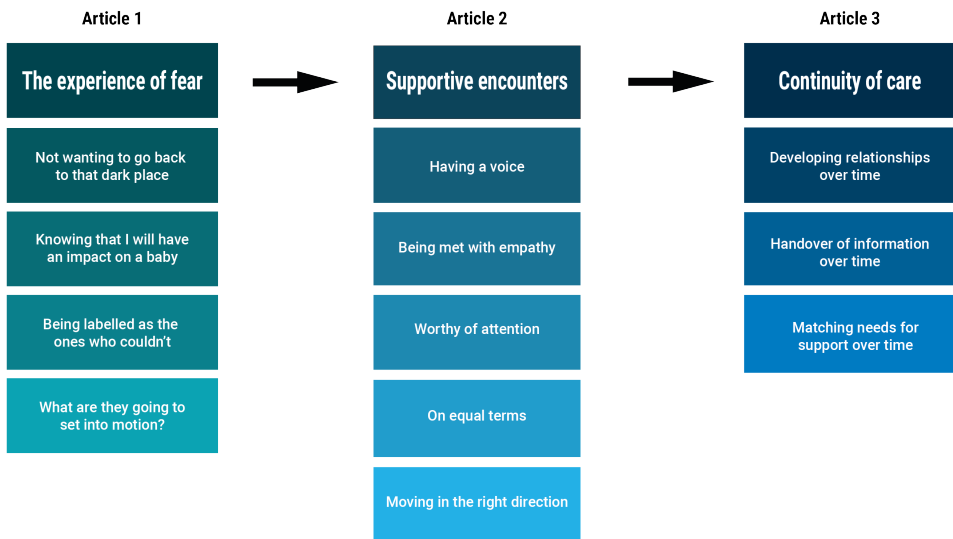 Article 1
The experience of fear
Not wanting to go back
to that dark place
Knowing that I will have
an impact on a baby
Being labelled as the
ones who couldn't
What are they going to
set into motion?
Article 2
Supportive encounters
Having a voice
Being met with empathy
Worthy of attention
On equal terms
Moving in the right direction
Article 3
Continuity of care
Developing relationships
over time
Handover of information
over time
Matching needs for
support over time